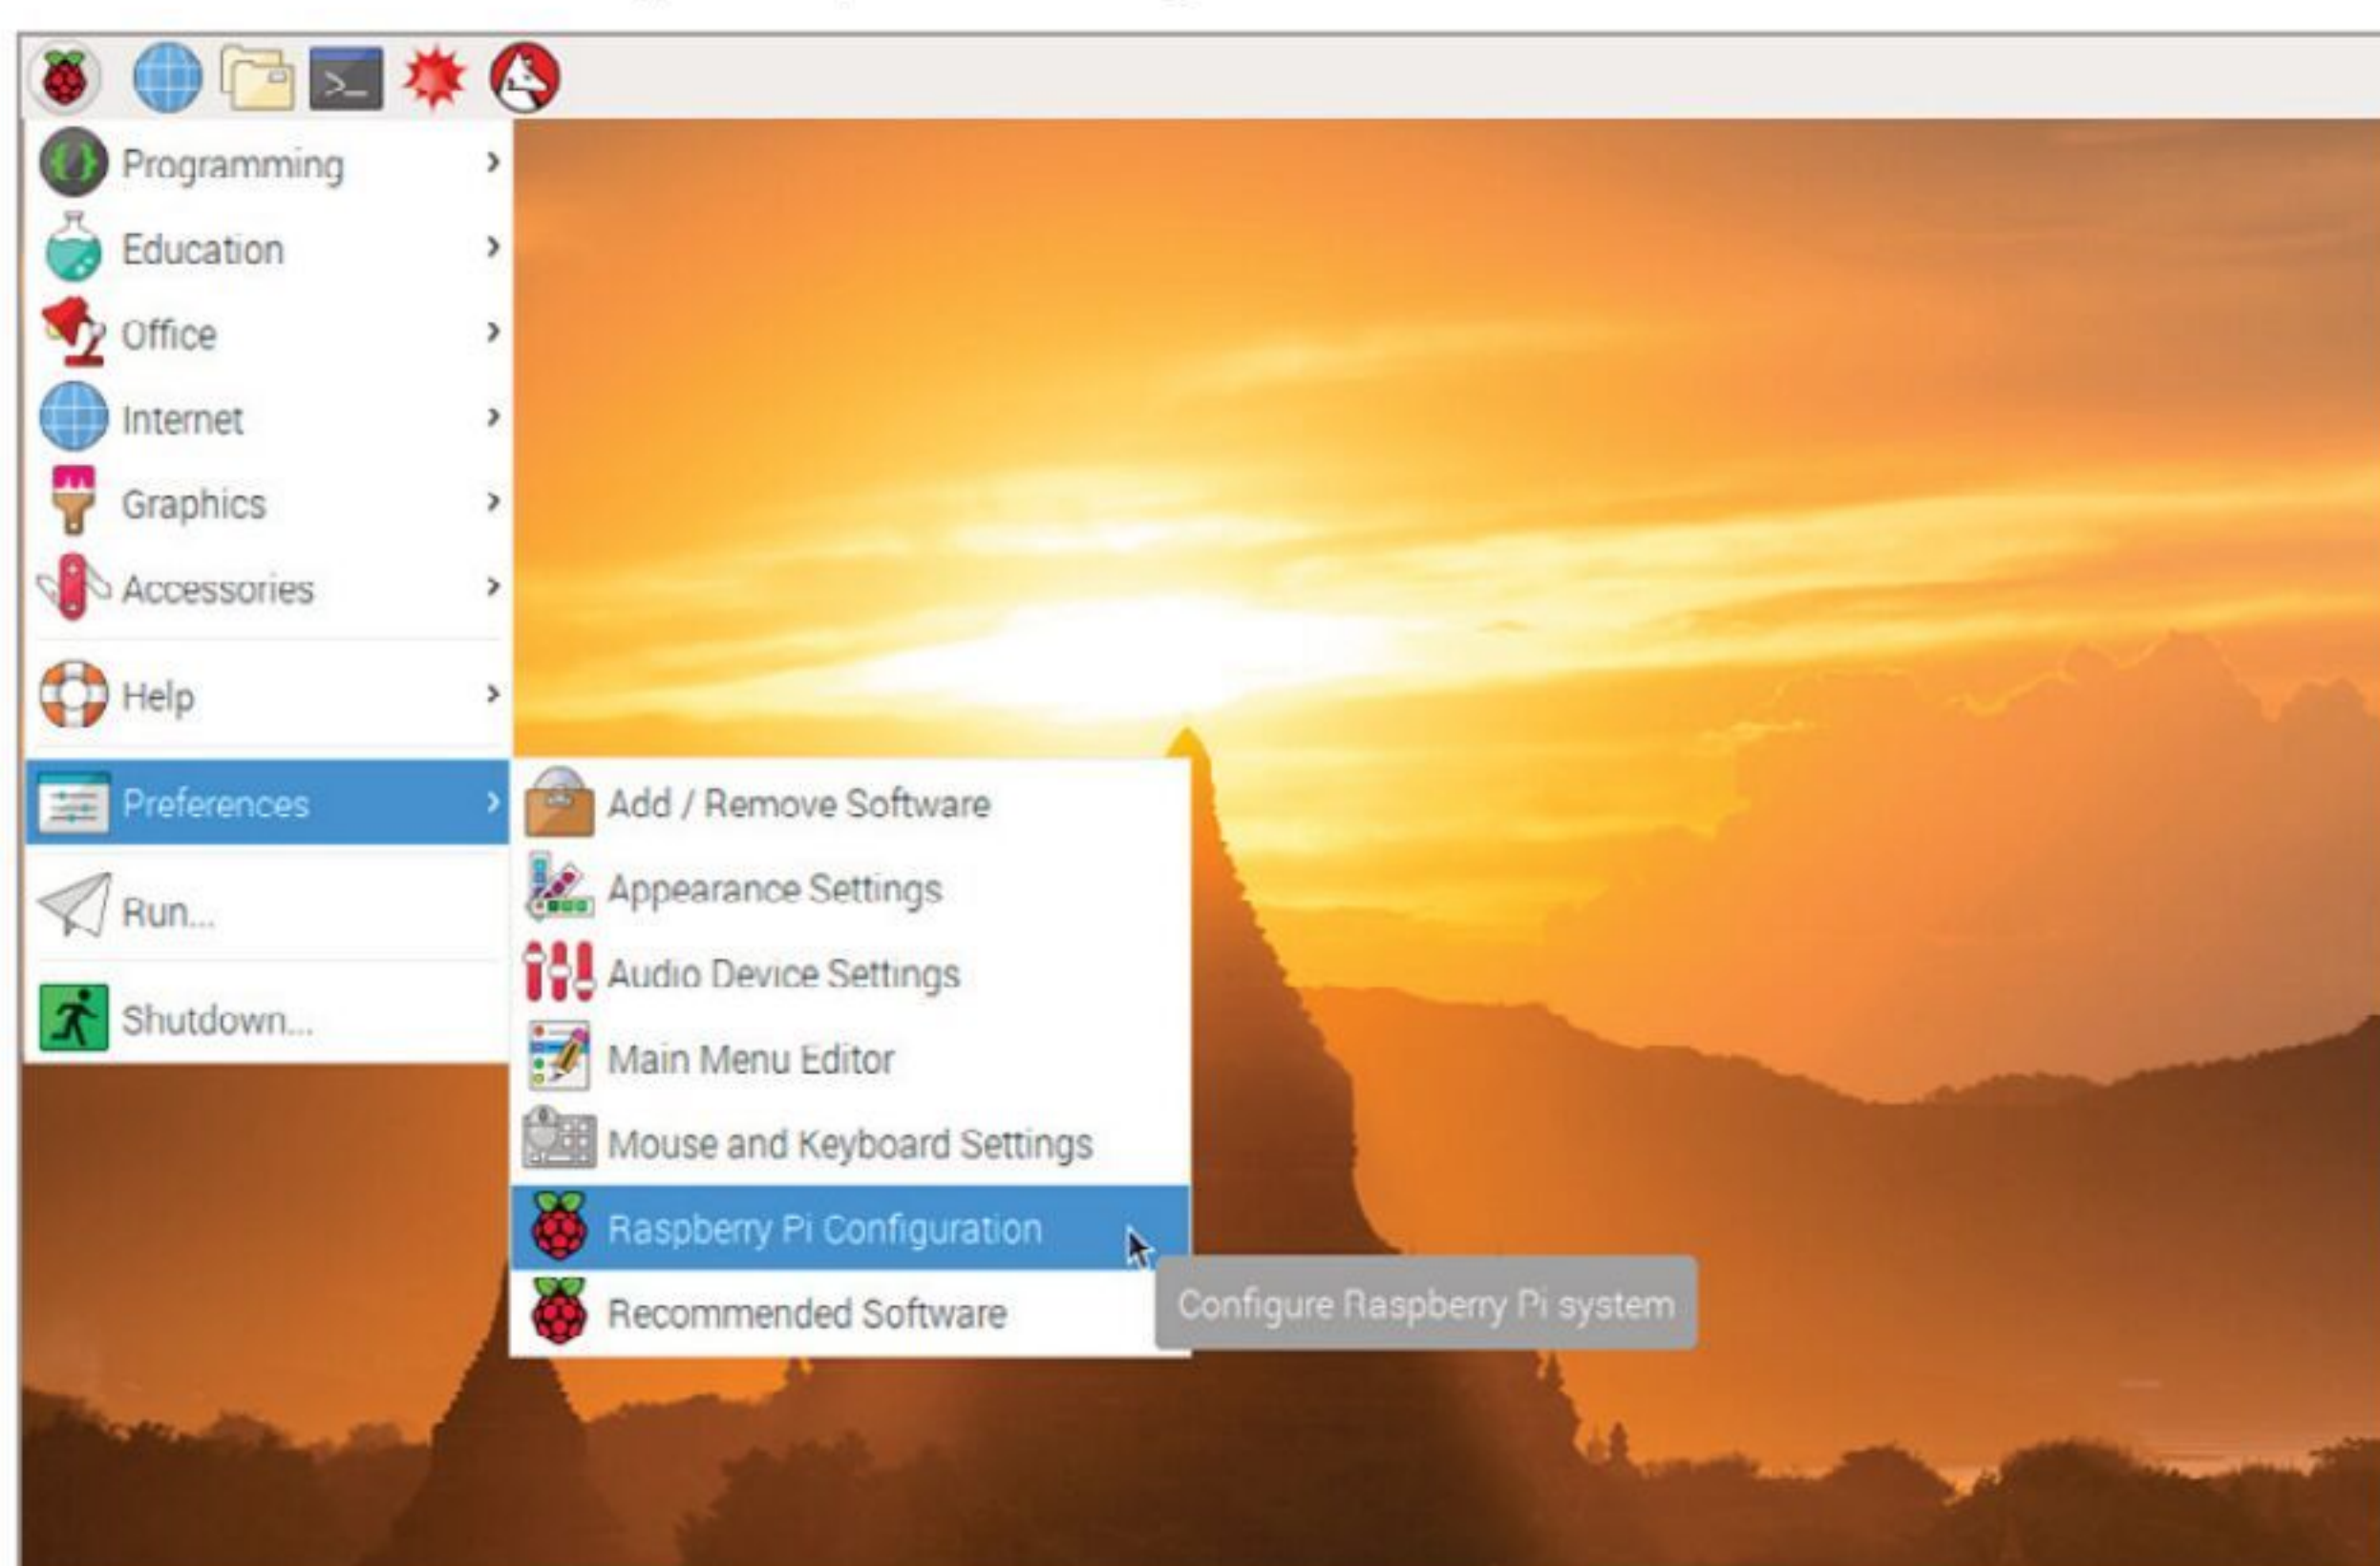 >_
Programming
Education
Office
Internet
Graphics
Accessories
Help
Preferences
Run...
Shutdown...
Add / Remove Software
Appearance Settings
Audio Device Settings
Main Menu Editor
Mouse and Keyboard Settings
Raspberry Pi Configuration
Recommended Software
Configure Raspberry Pi system